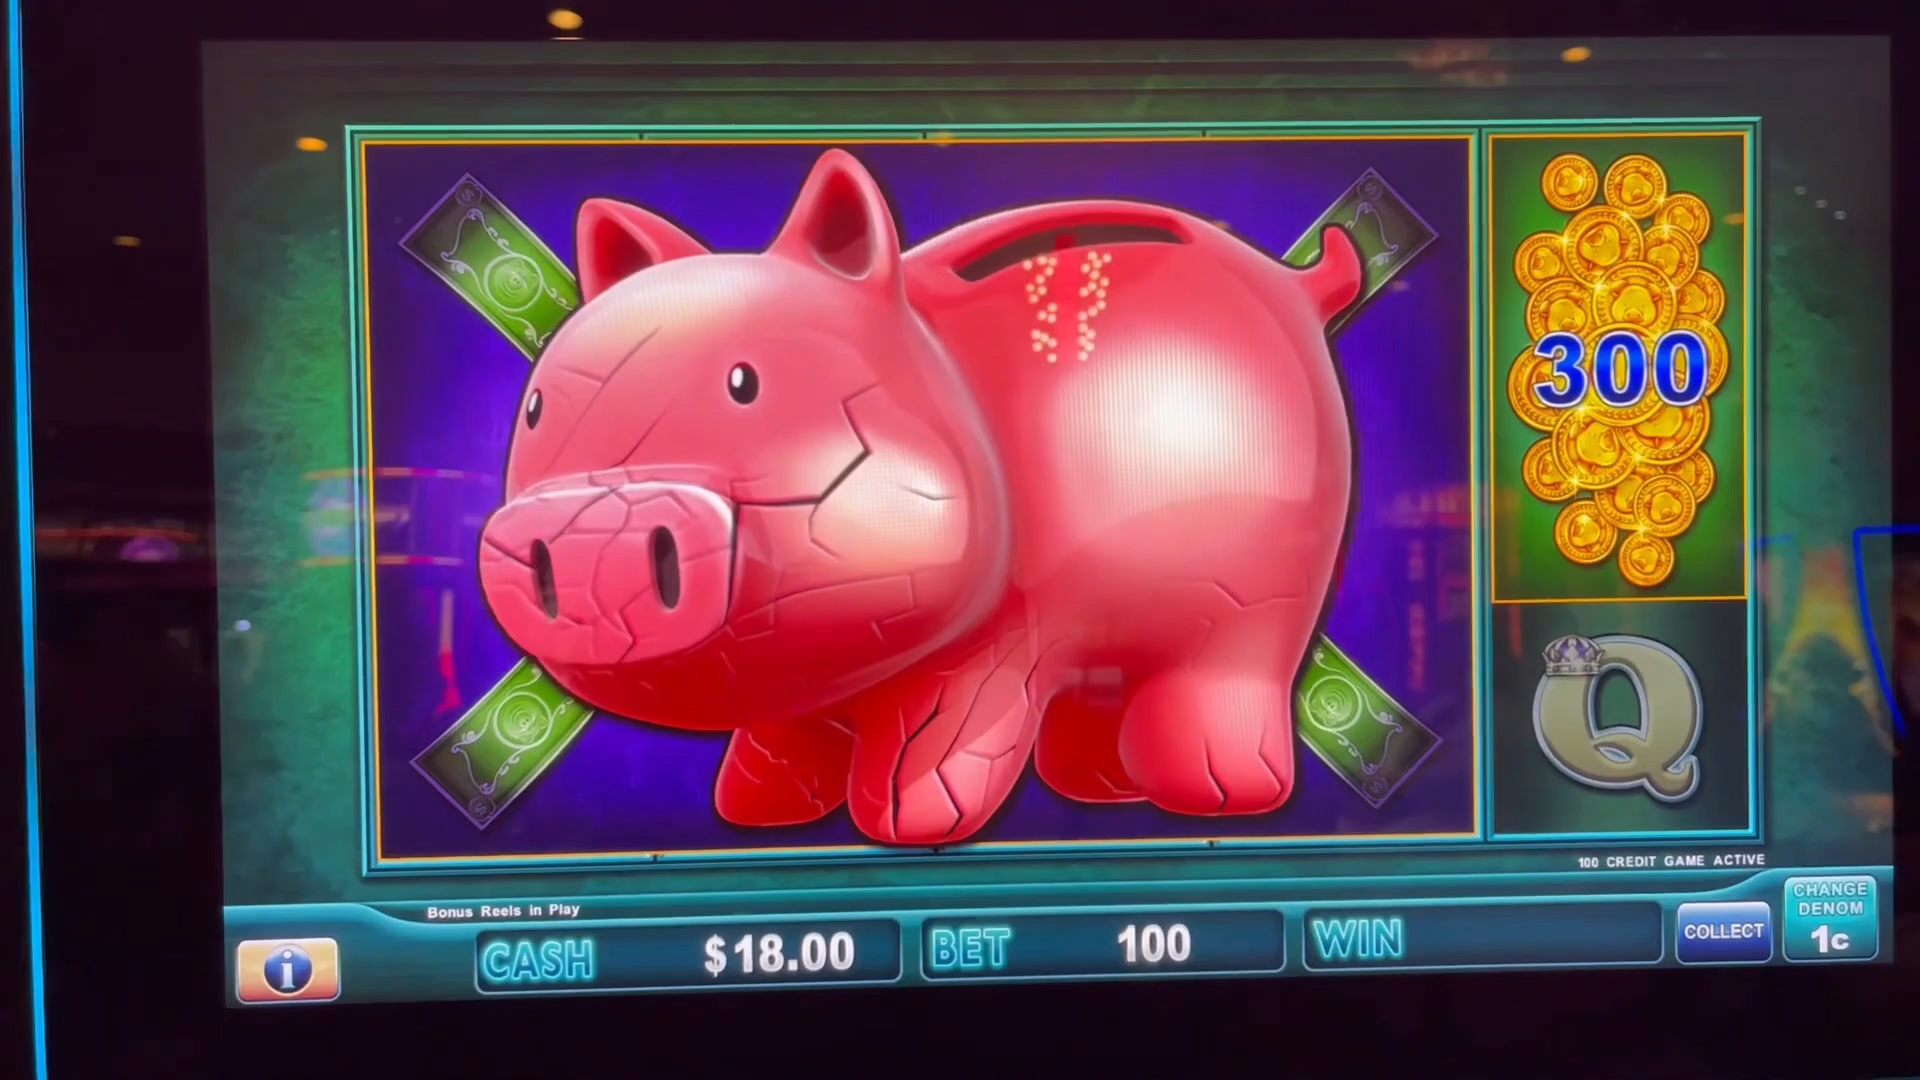 300
Q
100 CREDIT GAME ACTIVE
Bonus Reels in Play
CASH $18.00
BET 100
WIN
COLLECT
CHANGE
DENOM
1c
i